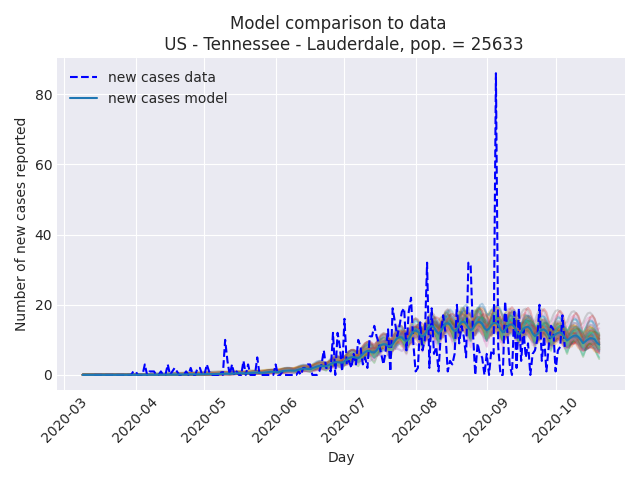 Model comparison to data
US - Tennessee - Lauderdale, pop. = 25633
new cases data
new cases model
Number of new cases reported
80
60
40
20
0
2020-03
2020-04
2020-05
2020-06
2020-07
2020-08
2020-09
2020-10
Day